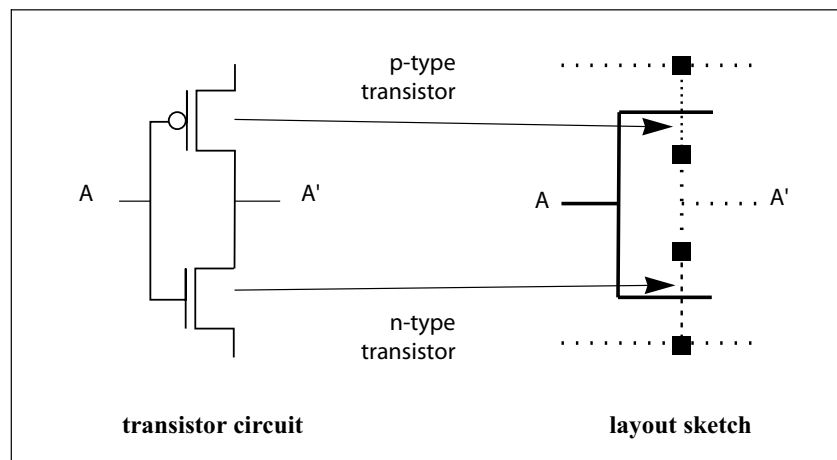 p-type
transistor
A
A'
A
A'
n-type
transistor
transistor circuit
layout sketch